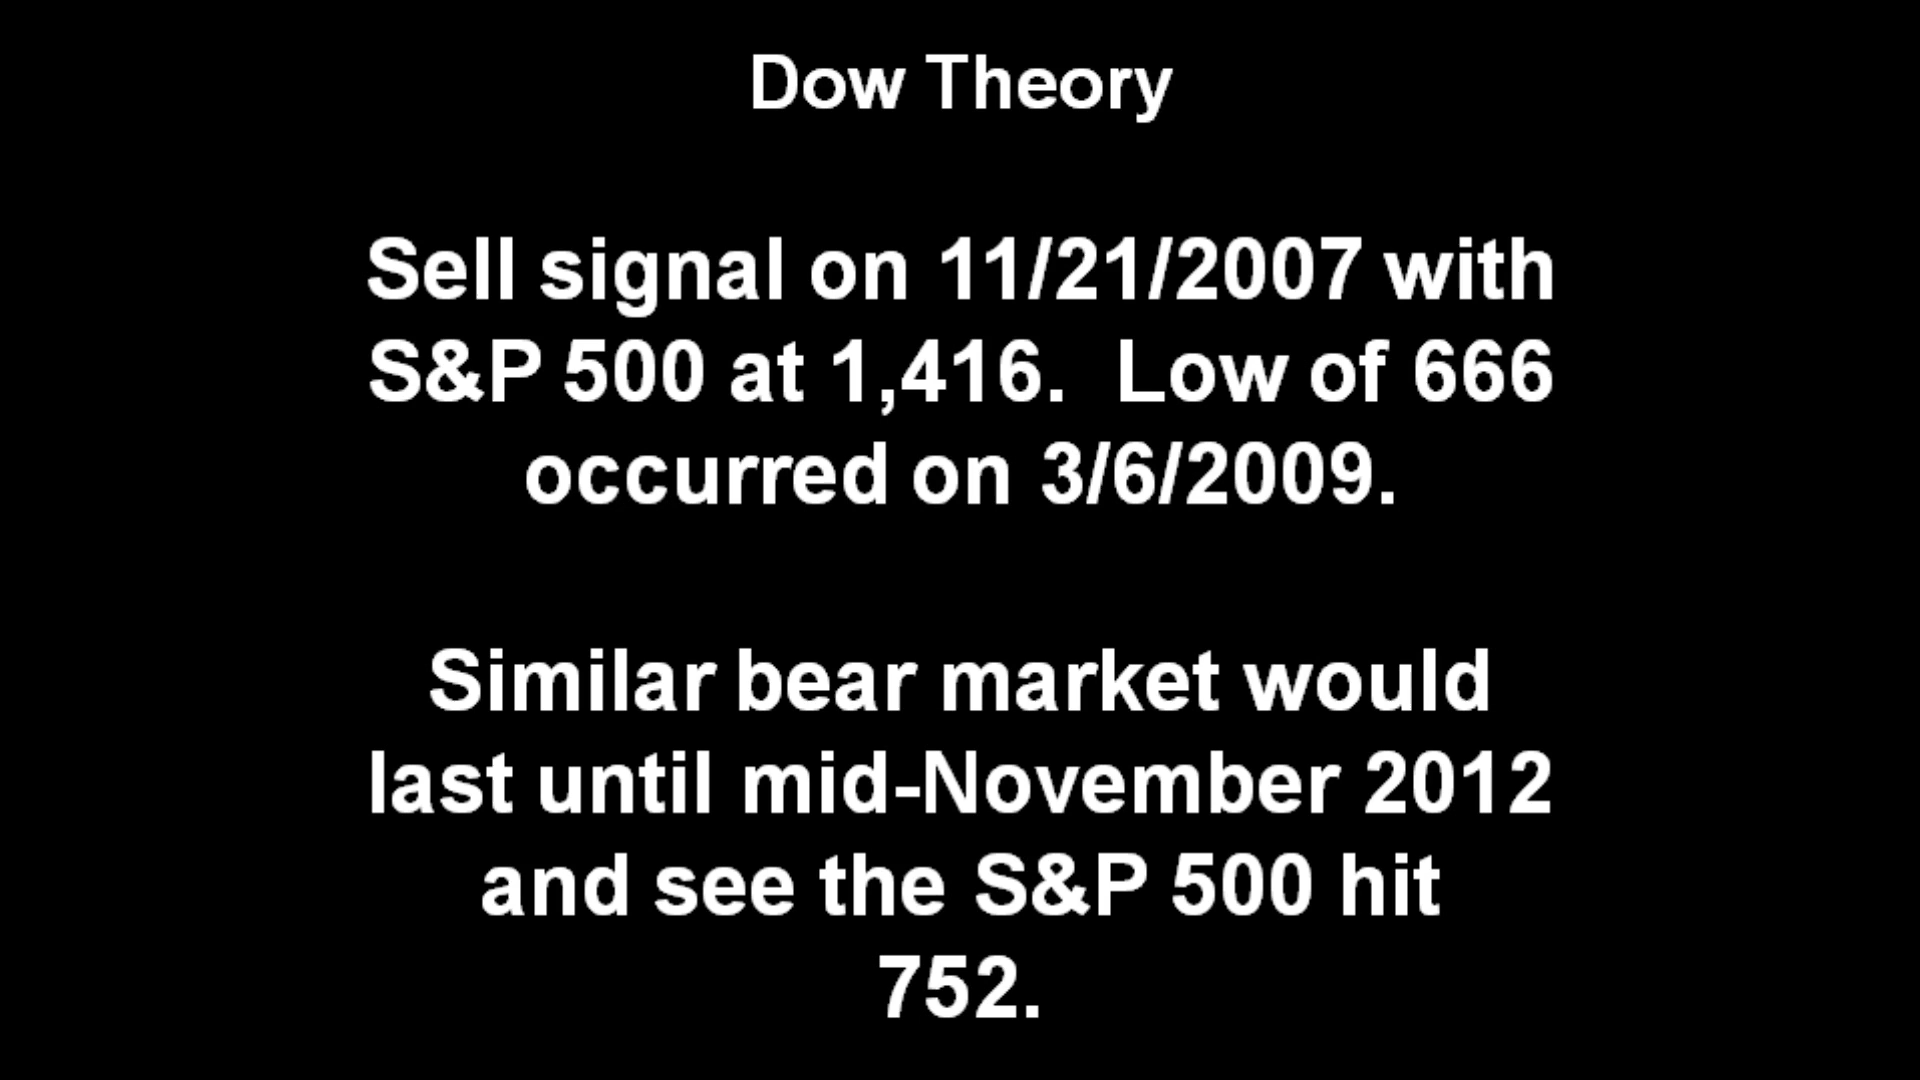 Dow Theory
Sell signal on 11/21/2007 with
S&P 500 at 1,416.  Low of 666
occurred on 3/6/2009.
Similar bear market would
last until mid-November 2012
and see the S&P 500 hit
752.